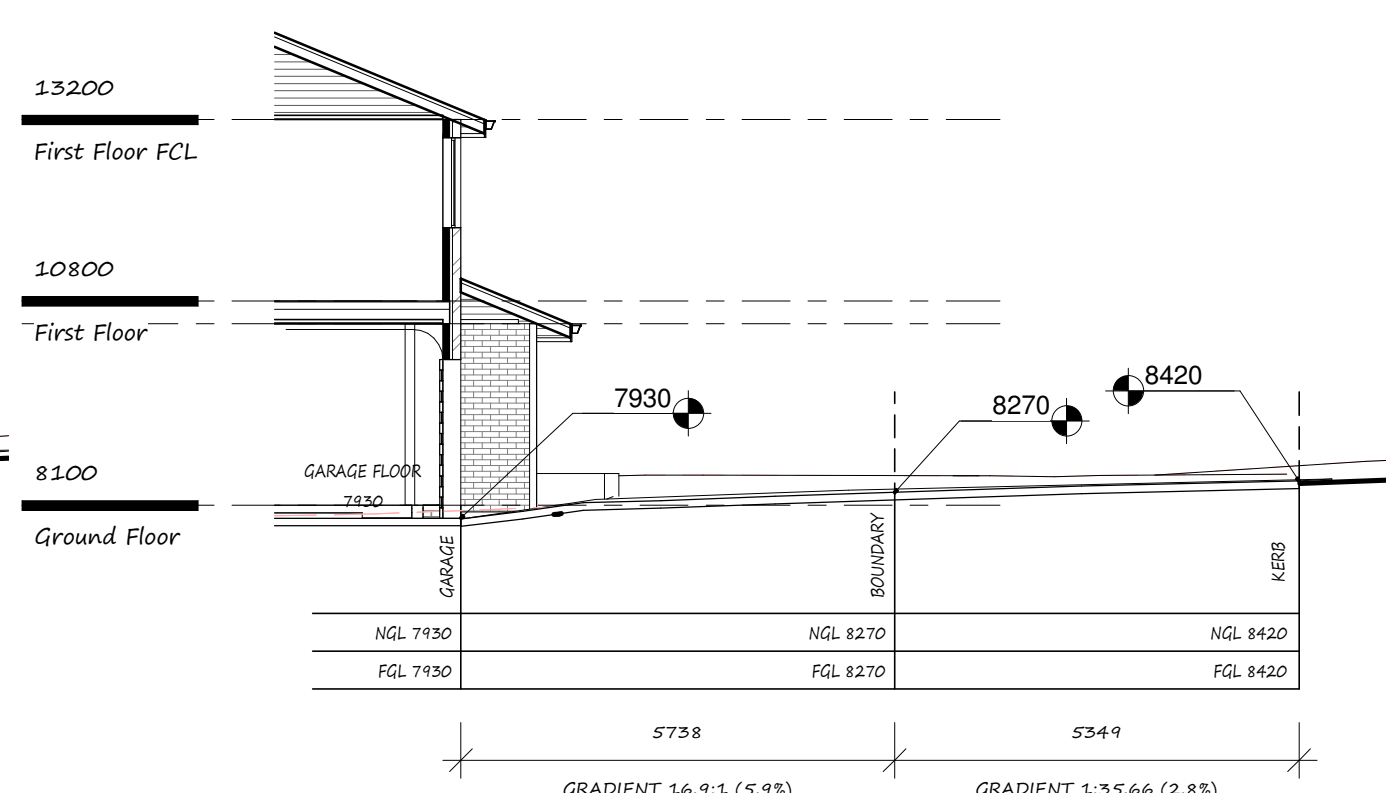 13200
First Floor FCL
10800
First Floor
8420
7930
8270
8100
GARAGE FLOOR
7930
Ground Floor
GARAGE
BOUNDARY
KERB
NGL 7930
NGL 8270
NGL 8420
FGL 7930
FGL 8270
FGL 8420
5738
5349
GRADIENT 16.9:1 (5.9%)
GRADIENT 1:35.66 (2.8%)